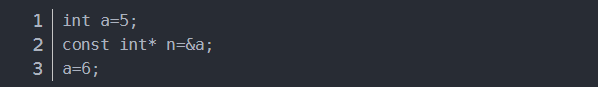 1 int a=5;
2 const int* n=&a;
3 a=6;